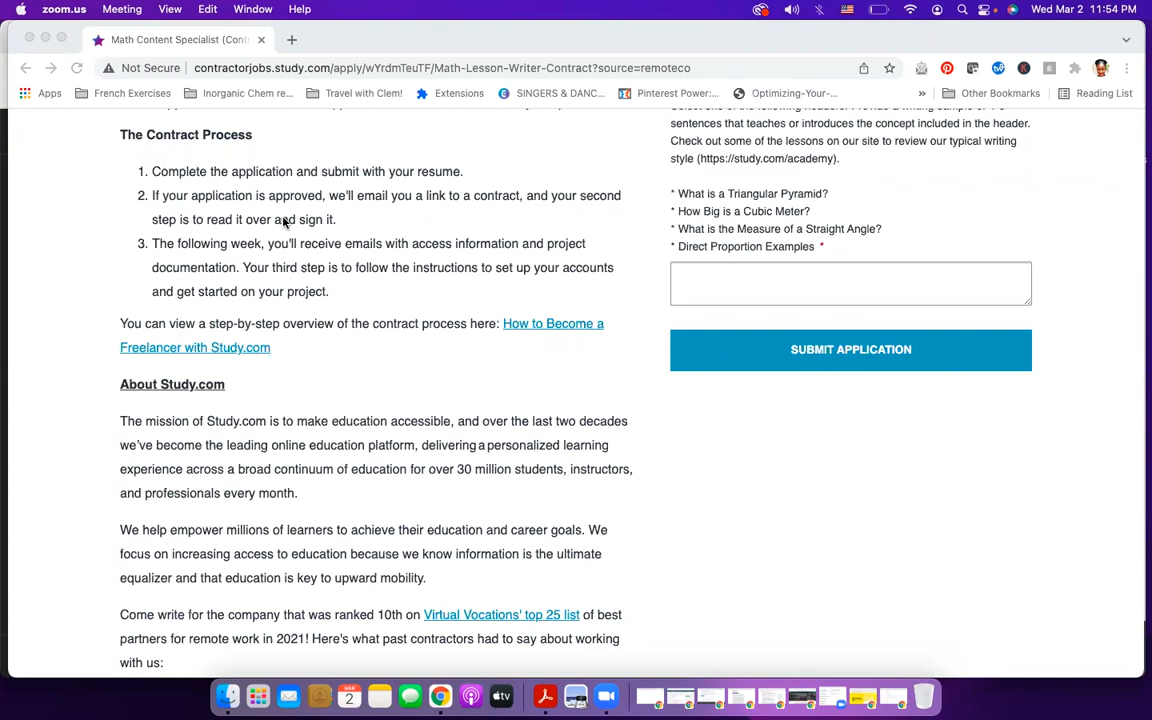 zoom.us Meeting View Edit Window Help Wed Mar 2 11:54 PM
Math Content Specialist (Cont
Not Secure contractorjobs.study.com/apply/wYrdmTeuTF/Math-Lesson-Writer-Contract?source=remoteco
Apps French Exercises Inorganic Chem re... Travel with Clem! Extensions SINGERS & DANC... Pinterest Power:... Optimizing-Your-... » Other Bookmarks Reading List
The Contract Process
1. Complete the application and submit with your resume.
2. If your application is approved, we'll email you a link to a contract, and your second
step is to read it over and sign it.
3. The following week, you'll receive emails with access information and project
documentation. Your third step is to follow the instructions to set up your accounts
and get started on your project.
You can view a step-by-step overview of the contract process here: How to Become a
Freelancer with Study.com
About Study.com
The mission of Study.com is to make education accessible, and over the last two decades
we've become the leading online education platform, delivering a personalized learning
experience across a broad continuum of education for over 30 million students, instructors,
and professionals every month.
We help empower millions of learners to achieve their education and career goals. We
focus on increasing access to education because we know information is the ultimate
equalizer and that education is key to upward mobility.
Come write for the company that was ranked 10th on Virtual Vocations' top 25 list of best
partners for remote work in 2021! Here's what past contractors had to say about working
with us:
sentences that teaches or introduces the concept included in the header.
Check out some of the lessons on our site to review our typical writing
style (https://study.com/academy).
* What is a Triangular Pyramid?
* How Big is a Cubic Meter?
* What is the Measure of a Straight Angle?
* Direct Proportion Examples *
SUBMIT APPLICATION
MAR
2
tv